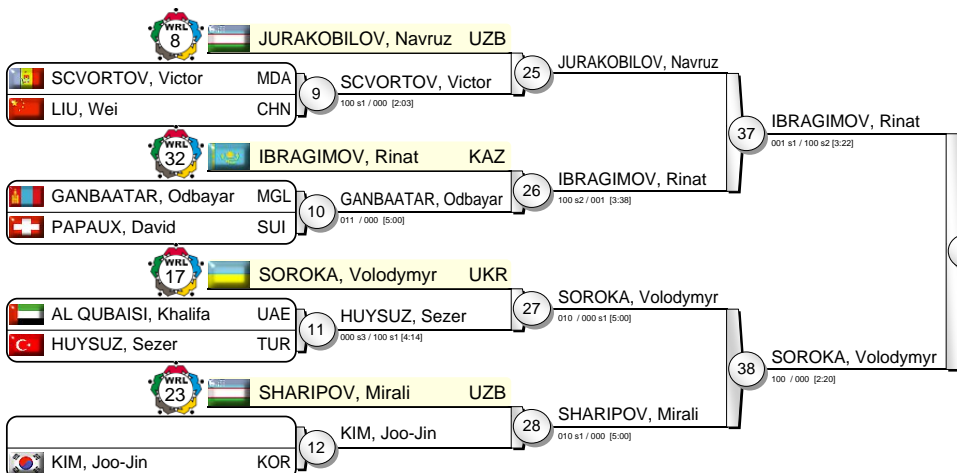 WRL
8
JURAKOBILOV, Navruz UZB
SCVORTOV, Victor MDA
LIU, Wei CHN
9
SCVORTOV, Victor
100 s1 / 000 [2:03]
25
JURAKOBILOV, Navruz
WRL
32
IBRAGIMOV, Rinat KAZ
GANBAATAR, Odbayar MGL
PAPAUX, David SUI
10
GANBAATAR, Odbayar
011 / 000 [5:00]
26
IBRAGIMOV, Rinat
100 s2 / 001 [3:38]
37
IBRAGIMOV, Rinat
001 s1 / 100 s2 [3:22]
WRL
17
SOROKA, Volodymyr UKR
AL QUBAISI, Khalifa UAE
HUYSUZ, Sezer TUR
11
HUYSUZ, Sezer
000 s3 / 100 s1 [4:14]
27
SOROKA, Volodymyr
010 / 000 s1 [5:00]
WRL
23
SHARIPOV, Mirali UZB
KIM, Joo-Jin KOR
12
KIM, Joo-Jin
28
SHARIPOV, Mirali
010 s1 / 000 [5:00]
38
SOROKA, Volodymyr
100 / 000 [2:20]